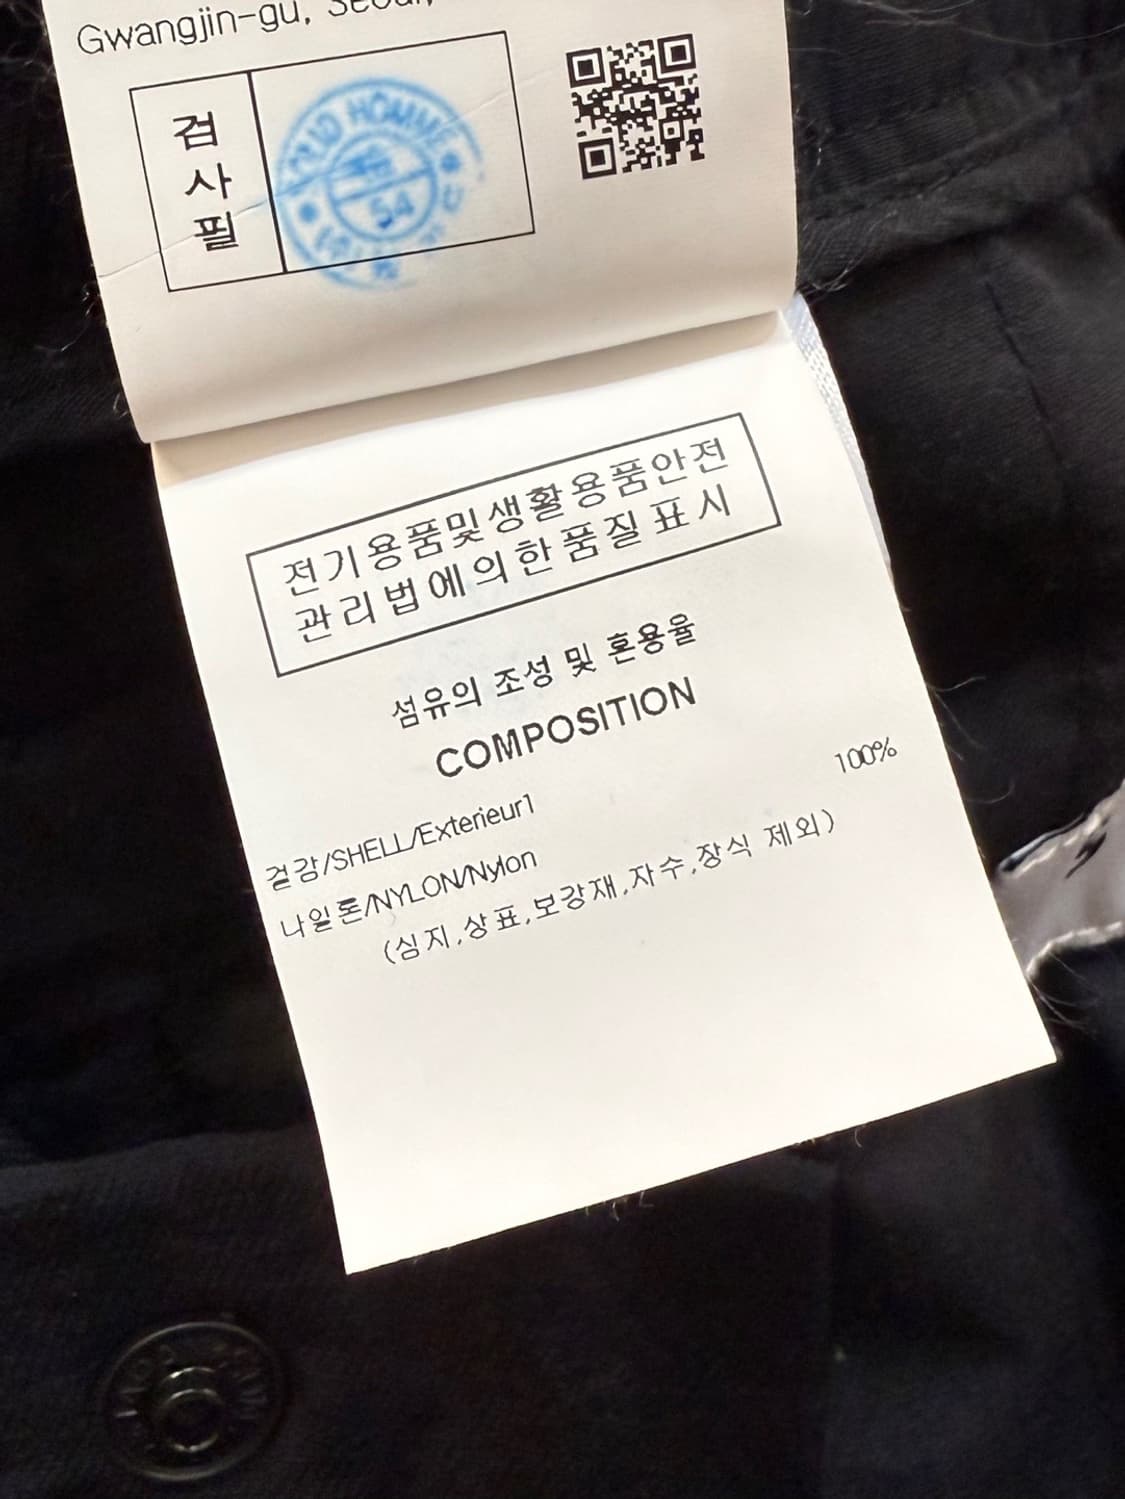 Gwangjin-gu, Seoul,
검
사
필
SOLID HOMME
54
전기용품및생활용품안전
관리법에의한품질표시
섬유의 조성 및 혼용율
COMPOSITION
겉감/SHELL/Exterieur1
나일론/NYLON/Nylon 100%
(심지,상표,보강재,자수,장식 제외)